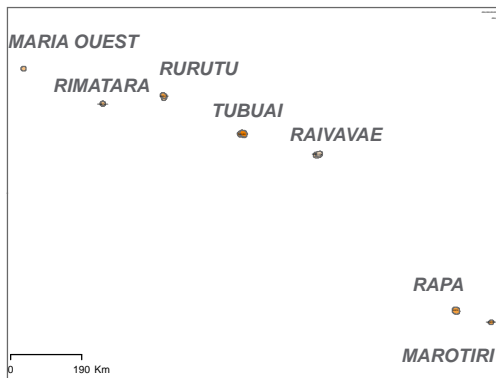 MARIA OUEST
RURUTU
RIMATARA
TUBUAI
RAIVAVAE
RAPA
MAROTIRI
0 190 Km